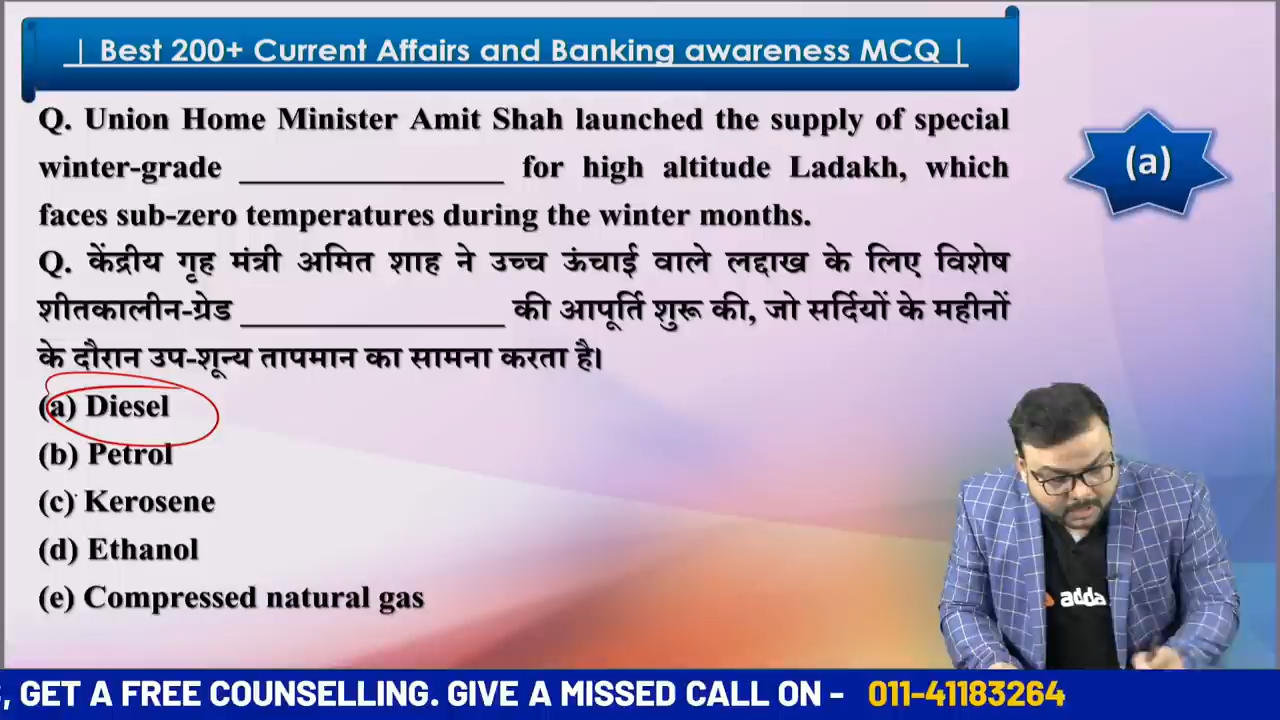 | Best 200+ Current Affairs and Banking awareness MCQ |
Q. Union Home Minister Amit Shah launched the supply of special
winter-grade ________________ for high altitude Ladakh, which
faces sub-zero temperatures during the winter months.
Q. केंद्रीय गृह मंत्री अमित शाह ने उच्च ऊंचाई वाले लद्दाख के लिए विशेष
शीतकालीन-ग्रेड ________________ की आपूर्ति शुरू की, जो सर्दियों के महीनों
के दौरान उप-शून्य तापमान का सामना करता है।
(a) Diesel
(b) Petrol
(c) Kerosene
(d) Ethanol
(e) Compressed natural gas
(a)
adda
, GET A FREE COUNSELLING. GIVE A MISSED CALL ON - 011-41183264